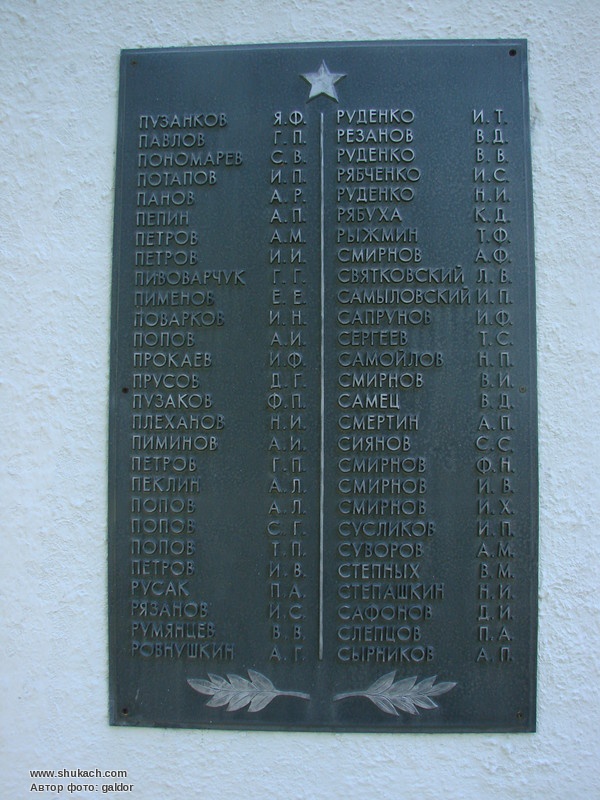 ПУЗАНКОВ Я.Ф.
ПАВЛОВ Г.П.
ПОНОМАРЕВ С.В.
ПОТАПОВ И.П.
ПАНОВ А.Р.
ПЕПИН А.П.
ПЕТРОВ А.М.
ПЕТРОВ И.И.
ПИВОВАРЧУК Г.Г.
ПИМЕНОВ Е.Е.
ПОВАРКОВ И.Н.
ПОПОВ А.И.
ПРОКАЕВ И.Ф.
ПРУСОВ Д.Г.
ПУЗАКОВ Ф.П.
ПЛЕХАНОВ Н.И.
ПИМИНОВ А.И.
ПЕТРОВ Г.П.
ПЕКЛИН А.Л.
ПОПОВ А.Л.
ПОПОВ С.Г.
ПОПОВ Т.П.
ПЕТРОВ И.В.
РУСАК П.А.
РЯЗАНОВ И.С.
РУМЯНЦЕВ В.В.
РОВНУШКИН А.Г.
РУДЕНКО И.Т.
РЕЗАНОВ В.Д.
РУДЕНКО В.В.
РЯБЧЕНКО И.С.
РУДЕНКО Н.И.
РЯБУХА К.Д.
РЫЖМИН Т.Ф.
СМИРНОВ А.Ф.
СВЯТКОВСКИЙ Л.В.
САМЫЛОВСКИЙ И.П.
САПРУНОВ И.Ф.
СЕРГЕЕВ Т.С.
САМОЙЛОВ Н.П.
СМИРНОВ В.И.
САМЕЦ В.Д.
СМЕРТИН А.П.
СИЯНОВ С.С.
СМИРНОВ Ф.Н.
СМИРНОВ И.В.
СМИРНОВ И.Х.
СУСЛИКОВ И.П.
СУВОРОВ А.М.
СТЕПНЫХ В.М.
СТЕПАШКИН Н.И.
САФОНОВ Д.И.
СЛЕПЦОВ П.А.
СЫРНИКОВ А.П.
www.shukach.com
Автор фото: galdor